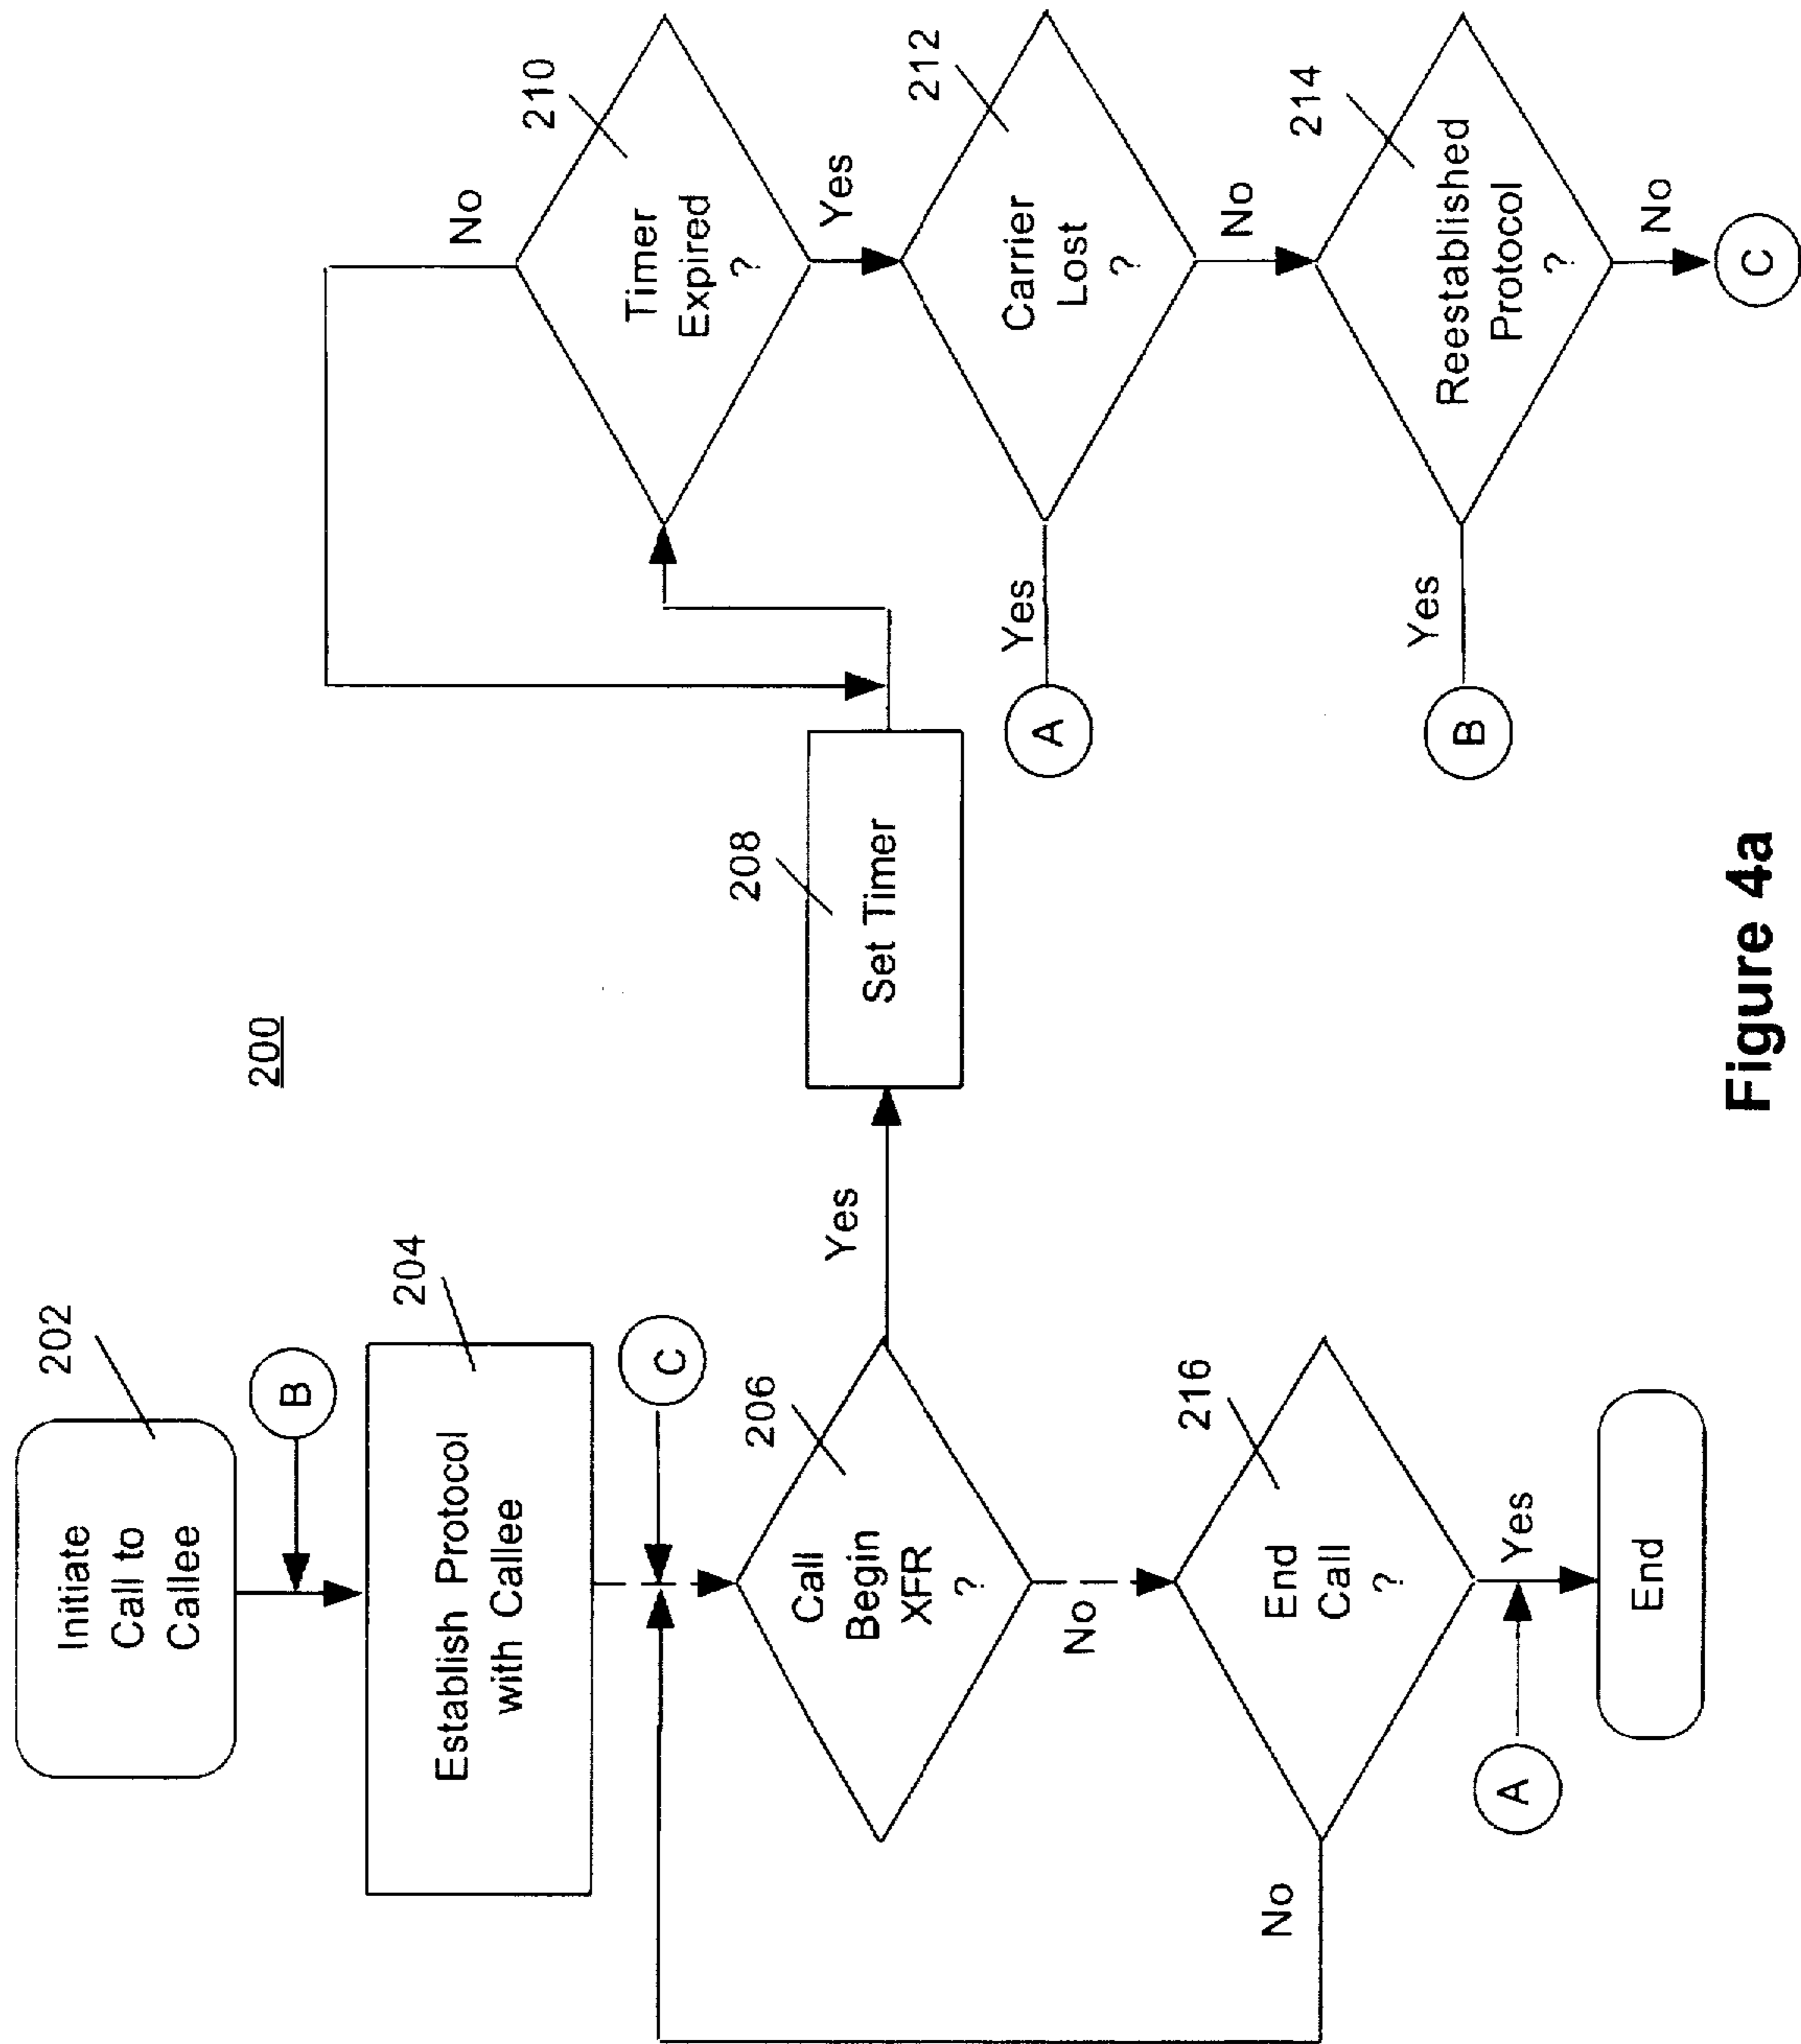 200
202
Initiate
Call to
Callee
B
204
Establish Protocol
with Callee
C
206
Call
Begin
XFR
?
Yes
No
216
End
Call
?
No
Yes
A
End
208
Set Timer
210
Timer
Expired
?
No
Yes
212
Carrier
Lost
?
Yes
A
No
214
Reestablished
Protocol
?
Yes
B
No
C
Figure 4a